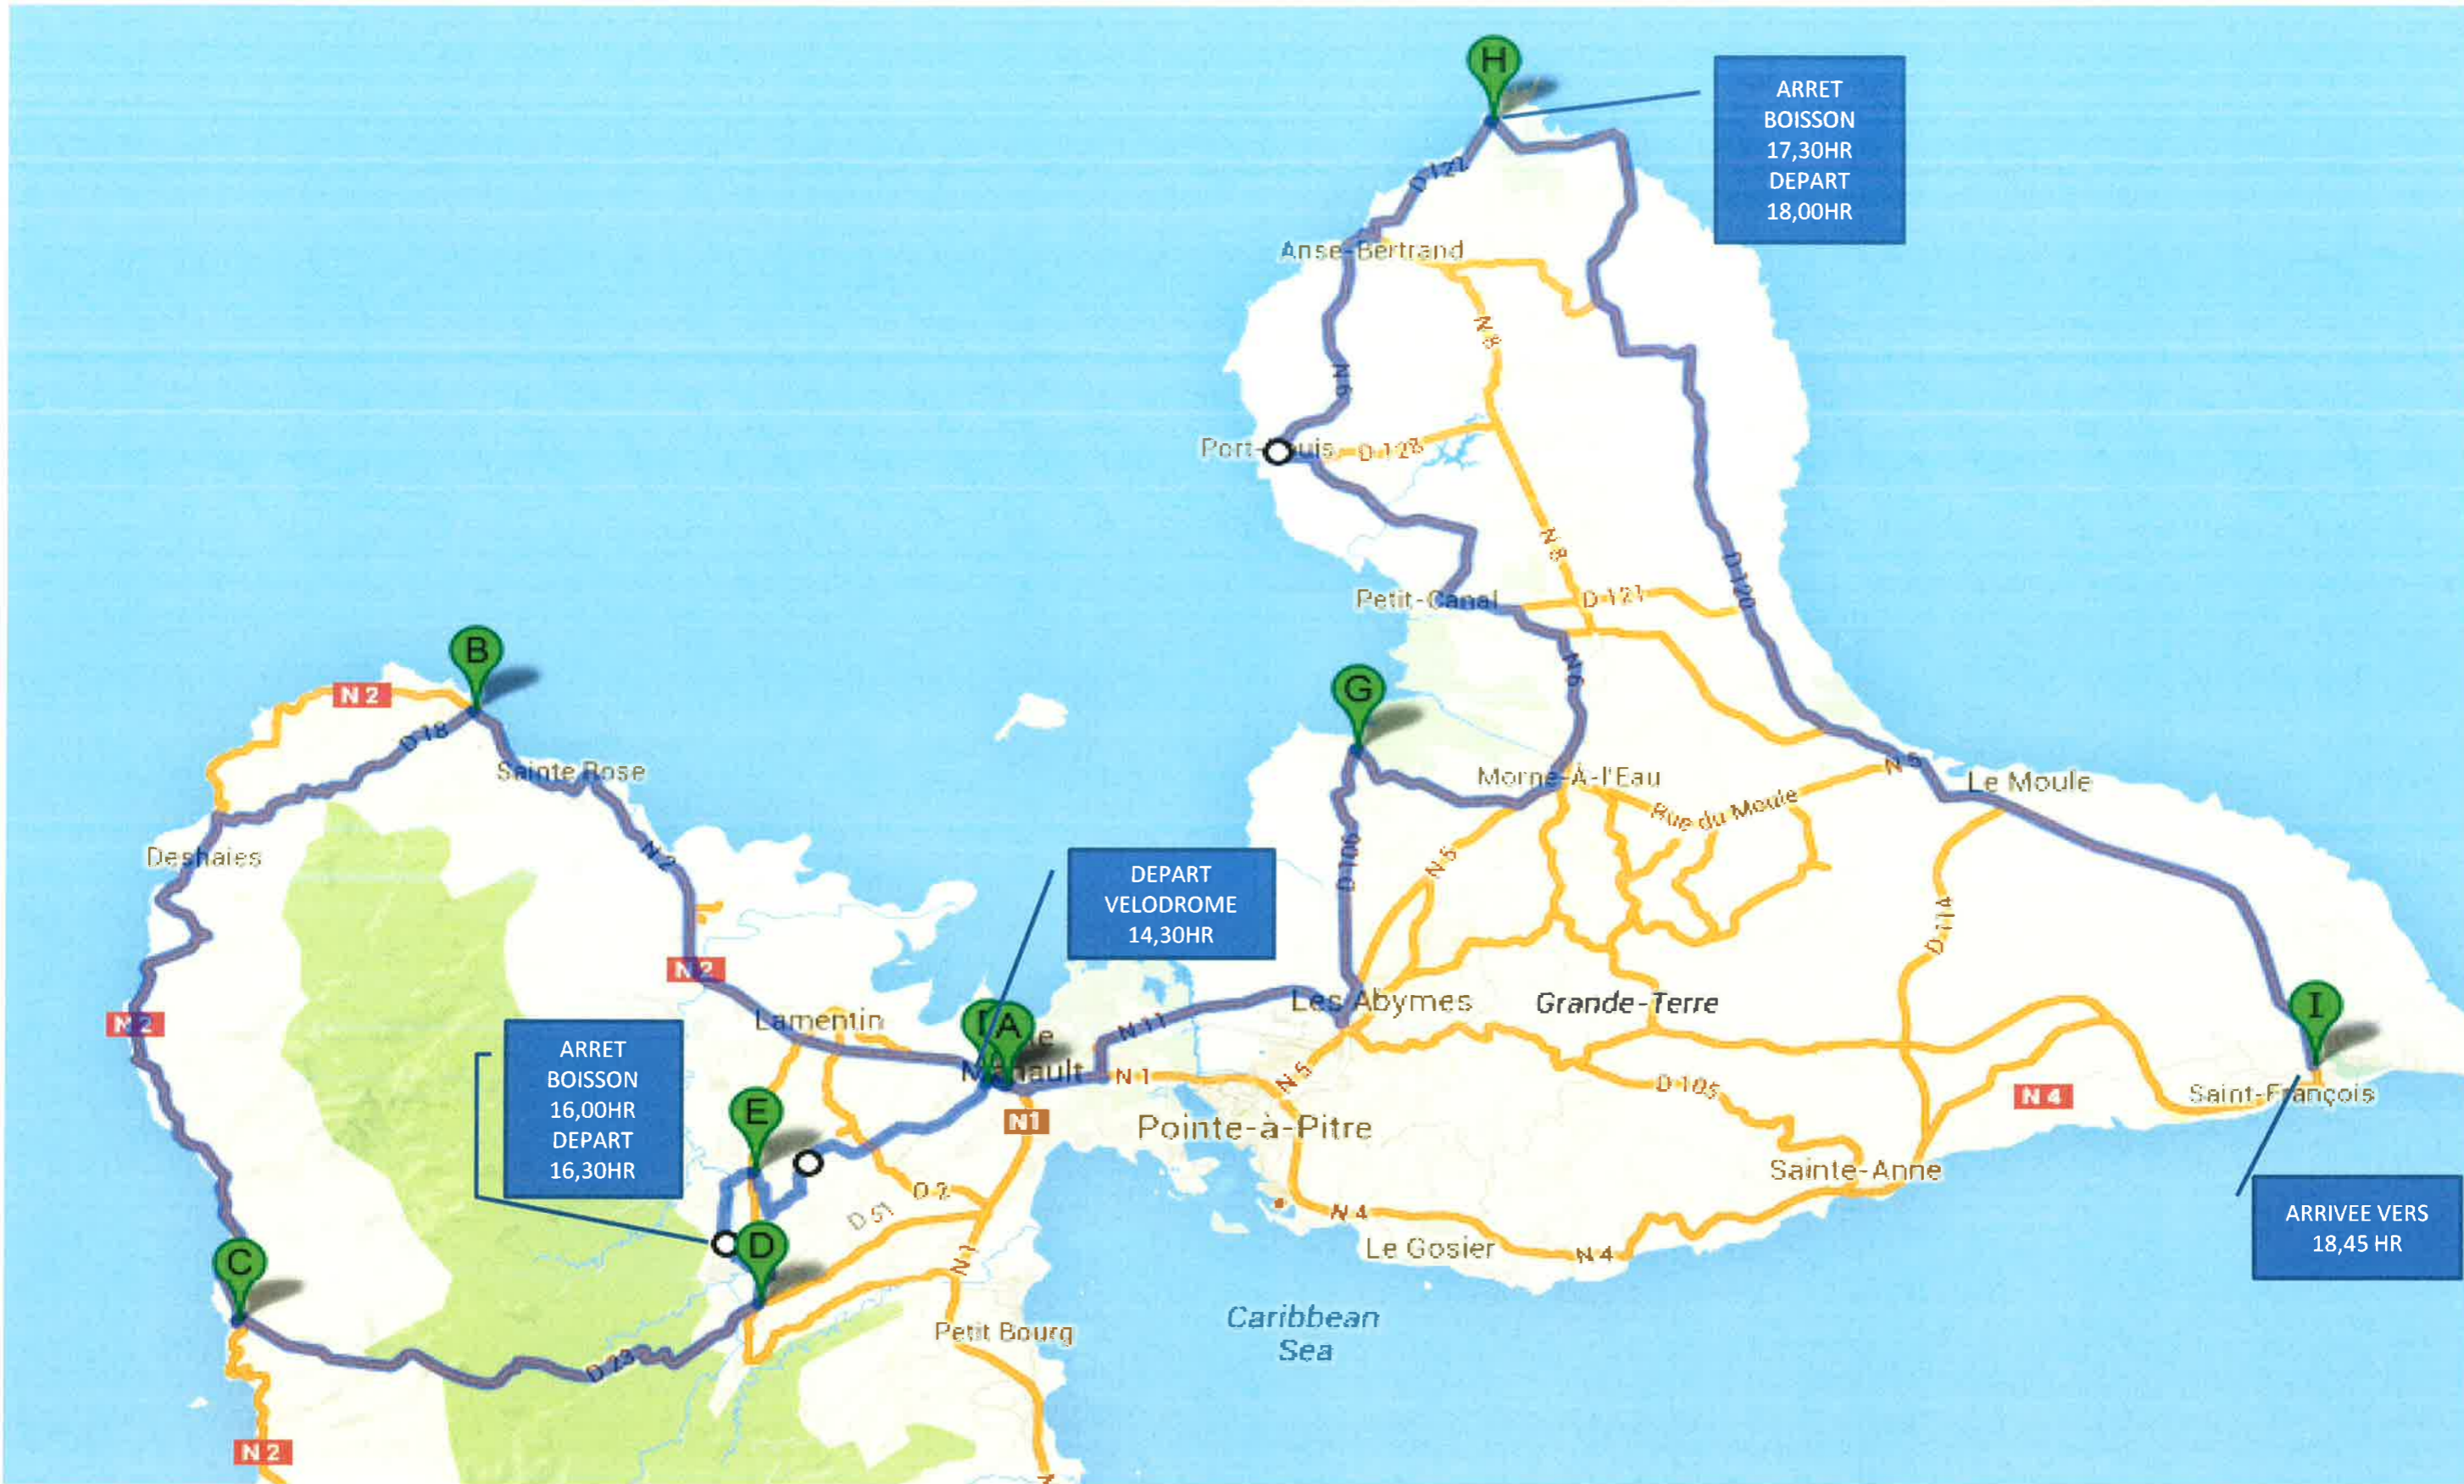 H
ARRET
BOISSON
17,30HR
DEPART
18,00HR
D 121
Anse-Bertrand
N 8
N 6
Port-
uis
D 128
N 8
D 120
Petit-Canal
D 121
B
N 6
G
N 2
D 18
Sainte Rose
Morne-À-l'Eau
N 5
Le Moule
Rue du Moule
Deshaies
N 2
D 106
N 5
DEPART
VELODROME
14,30HR
D 114
N 2
Les Abymes
Grande-Terre
I
N 2
Lamentin
A
N 11
ARRET
BOISSON
16,00HR
DEPART
16,30HR
N 1
N 5
D 105
N 4
Saint-François
E
N1
Pointe-à-Pitre
Sainte-Anne
D 2
D 51
N 4
ARRIVEE VERS
18,45 HR
C
D
N 1
Le Gosier
N 4
Petit Bourg
Caribbean
Sea
D 23
N 2